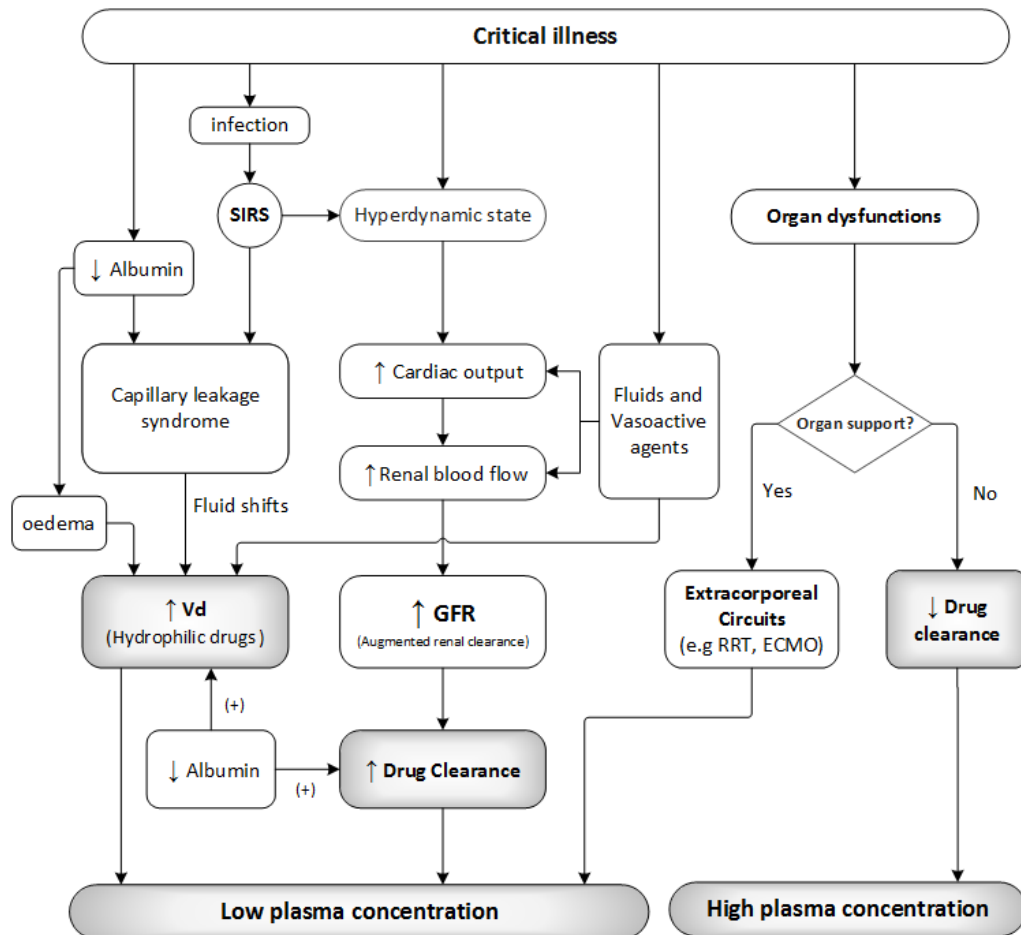 Critical illness
infection
SIRS
Hyperdynamic state
Organ dysfunctions
↓ Albumin
Capillary leakage
syndrome
↑ Cardiac output
Fluids and
Vasoactive
agents
Organ support?
↑Renal blood flow
Yes
No
Fluid shifts
oedema
↑ Vd
(Hydrophilic drugs)
↑ GFR
(Augmented renal clearance)
Extracorporeal
Circuits
(e.g RRT, ECMO)
↓ Drug
clearance
(+)
↓ Albumin
(+)
↑ Drug Clearance
Low plasma concentration
High plasma concentration